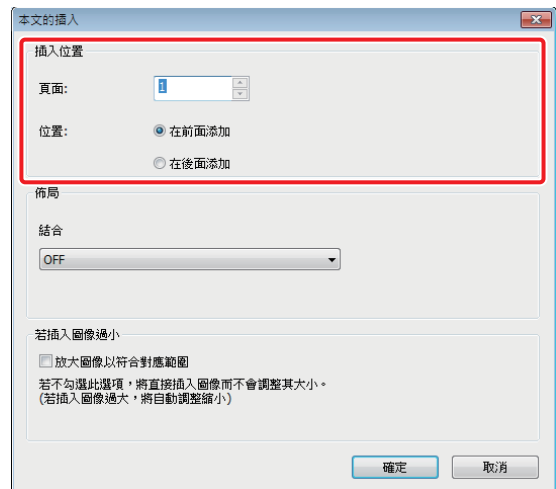 本文的插入
插入位置
頁面:
1
位置:
在前面添加
在後面添加
佈局
結合
OFF
若插入圖像過小
放大圖像以符合對應範圍
若不勾選此選項，將直接插入圖像而不會調整其大小。
(若插入圖像過大，將自動調整縮小)
確定
取消